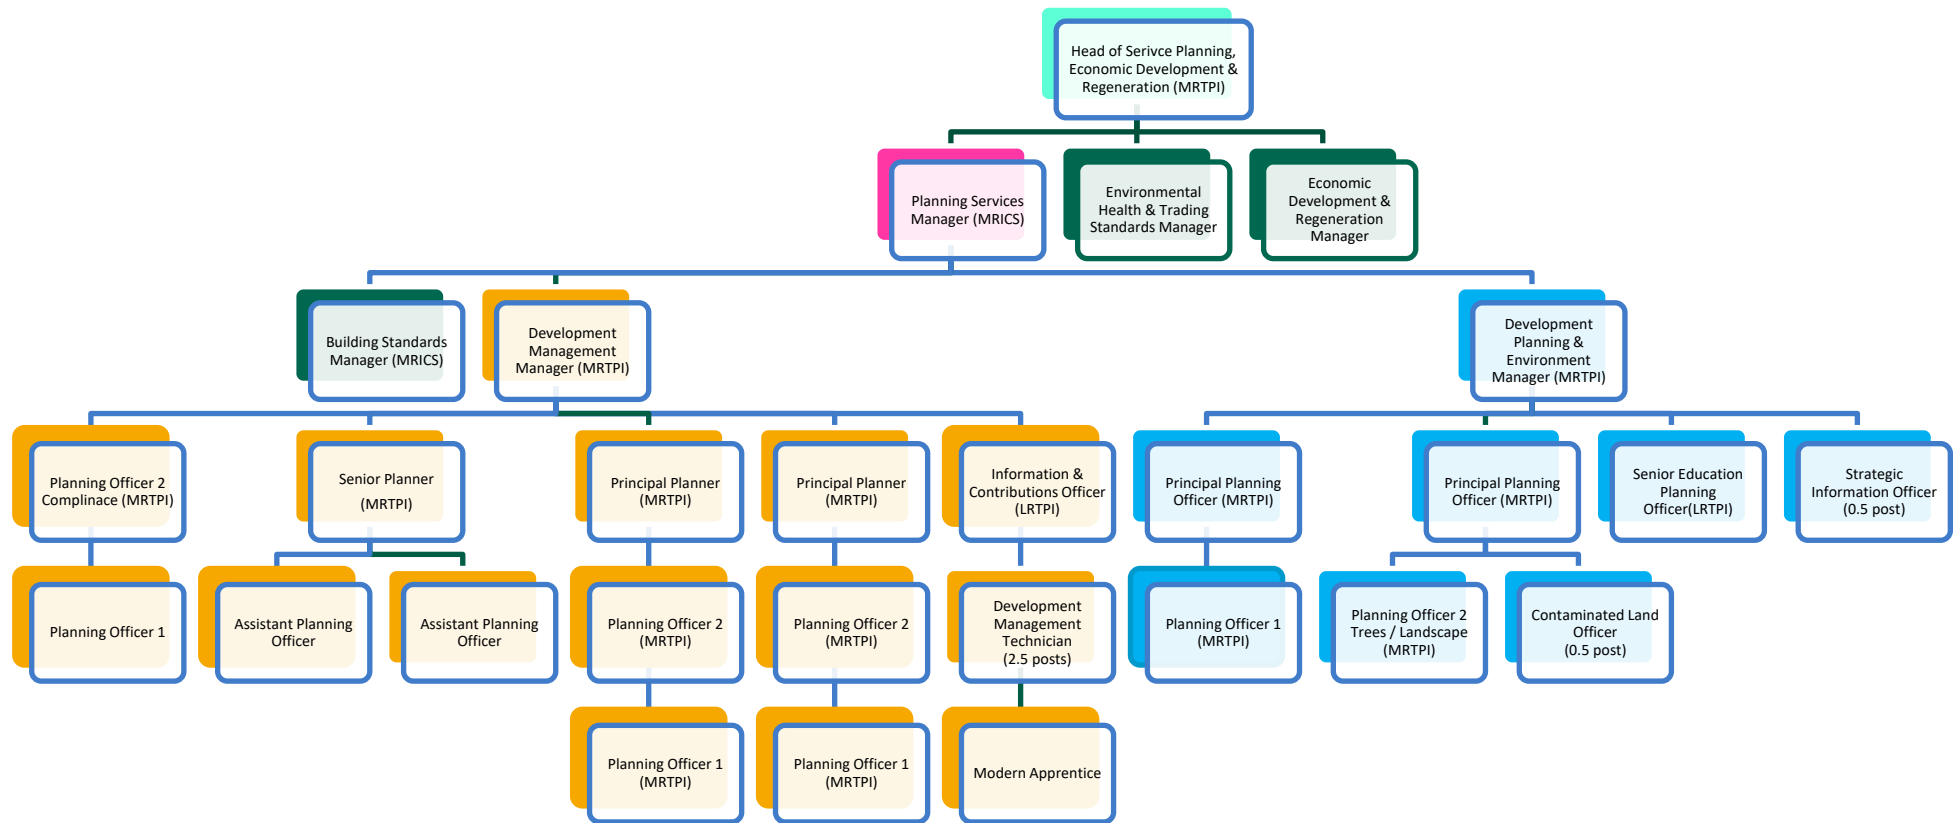 Head of Serivce Planning,
Economic Development &
Regeneration (MRTPI)
Planning Services
Manager (MRICS)
Environmental
Health & Trading
Standards Manager
Economic
Development &
Regeneration
Manager
Building Standards
Manager (MRICS)
Development
Management
Manager (MRTPI)
Development
Planning &
Environment
Manager (MRTPI)
Planning Officer 2
Complinace (MRTPI)
Senior Planner
(MRTPI)
Principal Planner
(MRTPI)
Principal Planner
(MRTPI)
Information &
Contributions Officer
(LRTPI)
Principal Planning
Officer (MRTPI)
Principal Planning
Officer (MRTPI)
Senior Education
Planning
Officer(LRTPI)
Strategic
Information Officer
(0.5 post)
Planning Officer 1
Assistant Planning
Officer
Assistant Planning
Officer
Planning Officer 2
(MRTPI)
Planning Officer 2
(MRTPI)
Development
Management
Technician
(2.5 posts)
Planning Officer 1
(MRTPI)
Planning Officer 2
Trees / Landscape
(MRTPI)
Contaminated Land
Officer
(0.5 post)
Planning Officer 1
(MRTPI)
Planning Officer 1
(MRTPI)
Modern Apprentice